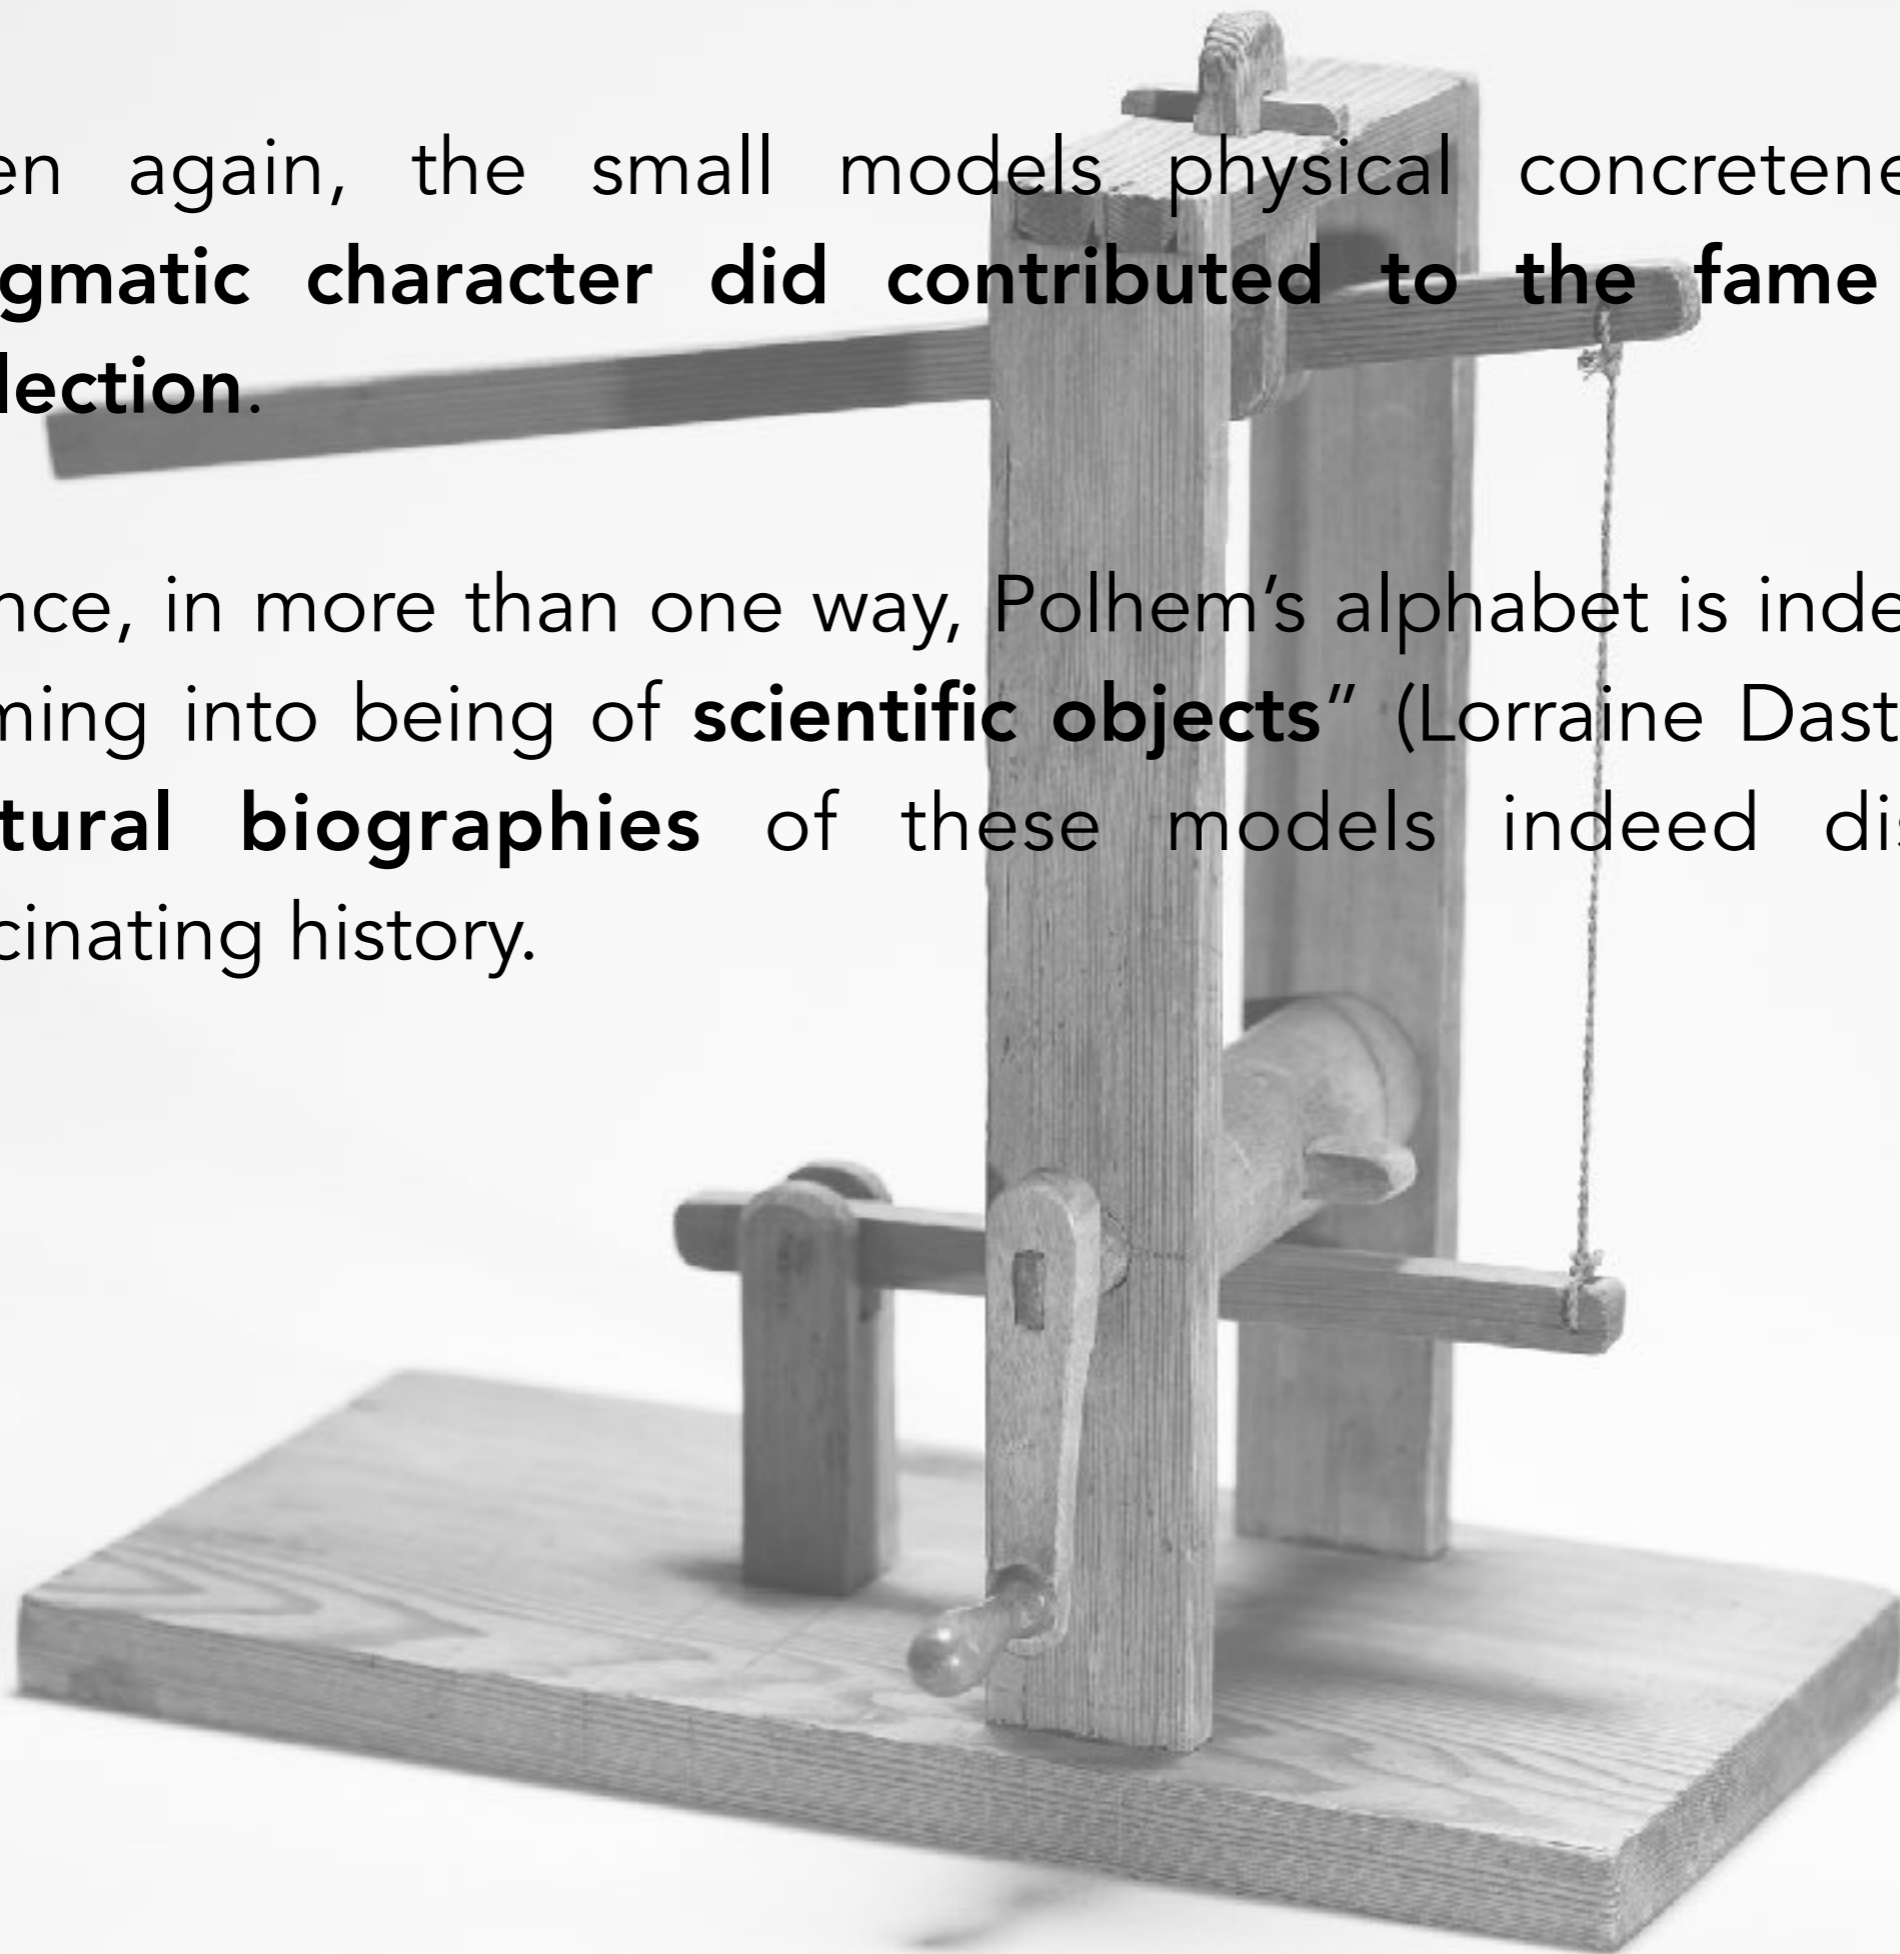 en again, the small models physical concretene
gmatic character did contributed to the fame
lection.
nce, in more than one way, Polhem’s alphabet is inde
ming into being of scientific objects” (Lorraine Dast
tural biographies of these models indeed dis
cinating history.